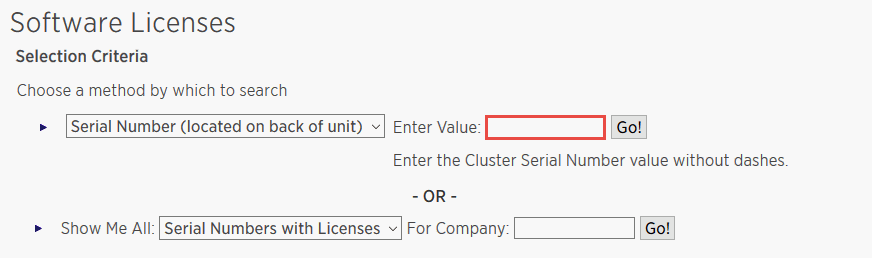 Software Licenses
Selection Criteria
Choose a method by which to search
Serial Number (located on back of unit) Enter Value: Go!
Enter the Cluster Serial Number value without dashes.
- OR -
Show Me All: Serial Numbers with Licenses For Company: Go!